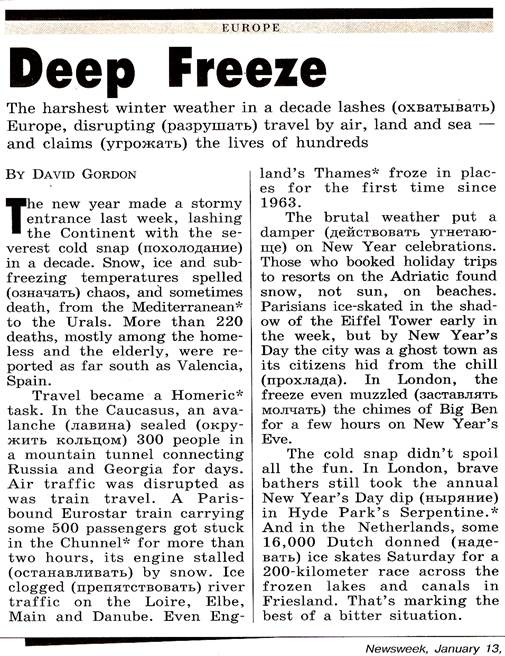 EUROPE
Deep Freeze
The harshest winter weather in a decade lashes (охватывать)
Europe, disrupting (разрушать) travel by air, land and sea —
and claims (угрожать) the lives of hundreds
BY DAVID GORDON
The new year made a stormy
entrance last week, lashing
the Continent with the se-
verest cold snap (похолодание)
in a decade. Snow, ice and sub-
freezing temperatures spelled
(означать) chaos, and sometimes
death, from the Mediterranean*
to the Urals. More than 220
deaths, mostly among the home-
less and the elderly, were re-
ported as far south as Valencia,
Spain.
Travel became a Homeric*
task. In the Caucasus, an ava-
lanche (лавина) sealed (окру-
жить кольцом) 300 people in
a mountain tunnel connecting
Russia and Georgia for days.
Air traffic was disrupted as
was train travel. A Paris-
bound Eurostar train carrying
some 500 passengers got stuck
in the Chunnel* for more than
two hours, its engine stalled
(останавливать) by snow. Ice
clogged (препятствовать) river
traffic on the Loire, Elbe,
Main and Danube. Even Eng-
land's Thames* froze in plac-
es for the first time since
1963.
The brutal weather put a
damper (действовать угнетаю-
ще) on New Year celebrations.
Those who booked holiday trips
to resorts on the Adriatic found
snow, not sun, on beaches.
Parisians ice-skated in the shad-
ow of the Eiffel Tower early in
the week, but by New Year's
Day the city was a ghost town as
its citizens hid from the chill
(прохлада). In London, the
freeze even muzzled (заставлять
молчать) the chimes of Big Ben
for a few hours on New Year's
Eve.
The cold snap didn't spoil
all the fun. In London, brave
bathers still took the annual
New Year's Day dip (ныряние)
in Hyde Park's Serpentine.*
And in the Netherlands, some
16,000 Dutch donned (наде-
вать) ice skates Saturday for a
200-kilometer race across the
frozen lakes and canals in
Friesland. That's marking the
best of a bitter situation.
Newsweek, January 13,